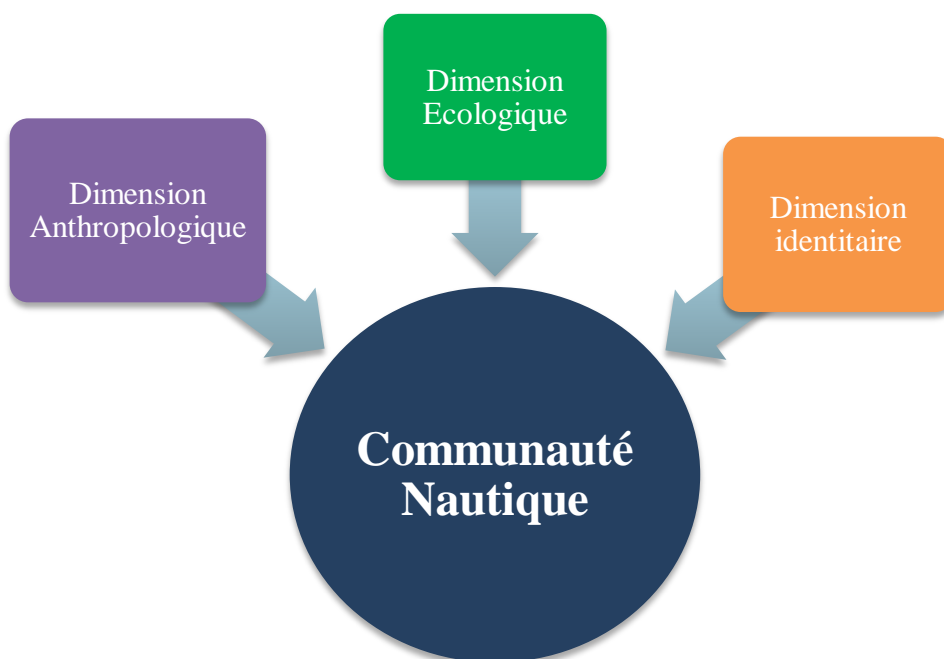 Dimension
Ecologique
Dimension
Anthropologique
Dimension
identitaire
Communauté
Nautique